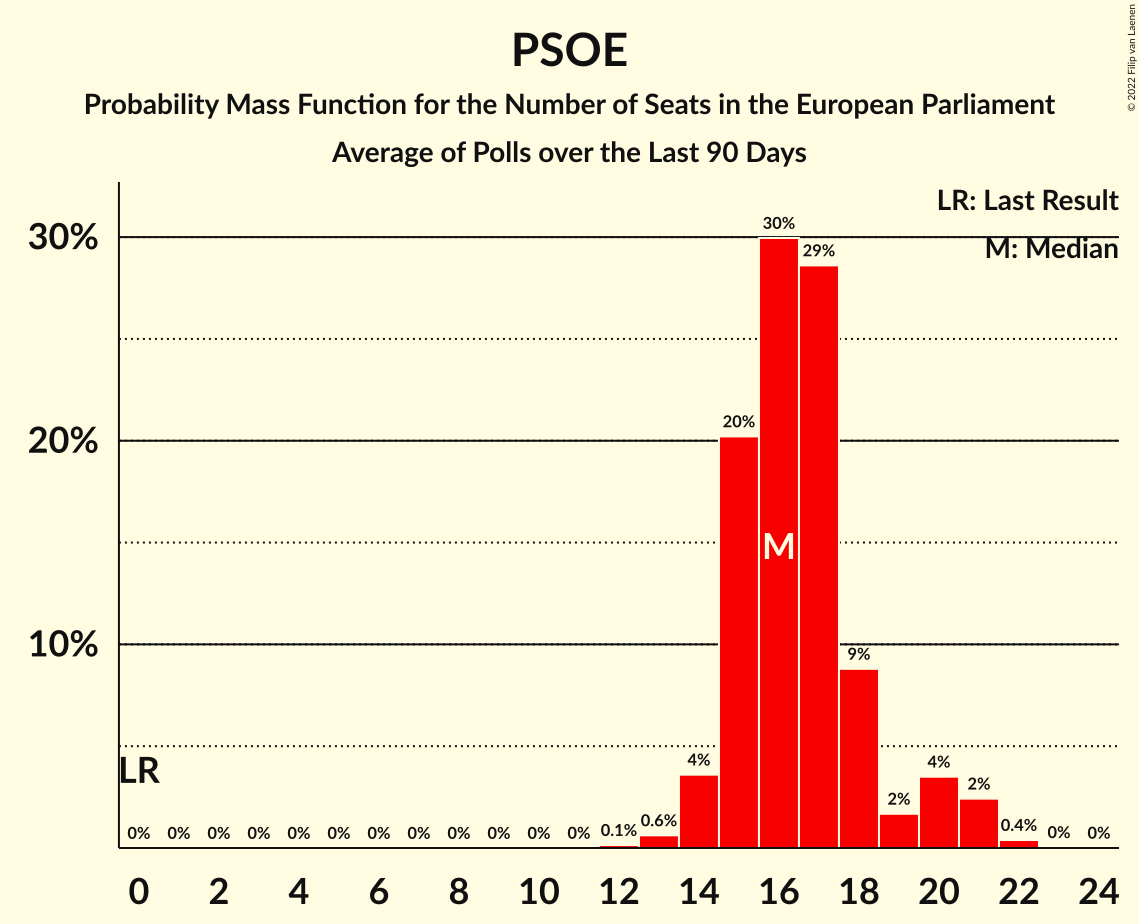 PSOE
Probability Mass Function for the Number of Seats in the European Parliament
Average of Polls over the Last 90 Days
© 2022 Filip van Laenen
LR: Last Result
M: Median
30%
20%
10%
30%
29%
20%
M
9%
LR
4%
4%
2%
2%
0% 0% 0% 0% 0% 0% 0% 0% 0% 0% 0% 0% 0.1% 0.6% 0.4% 0% 0%
0 2 4 6 8 10 12 14 16 18 20 22 24